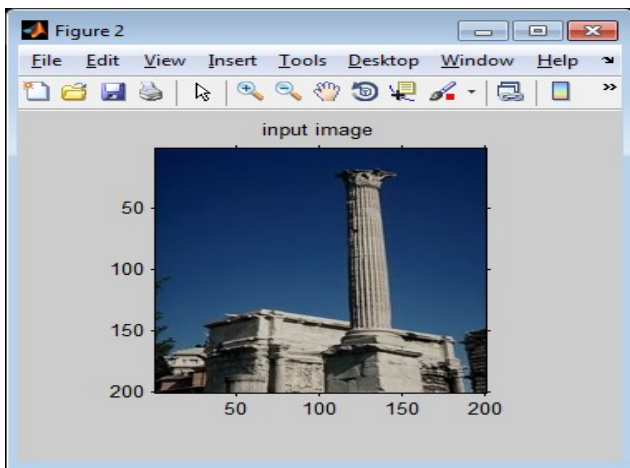 Figure 2
File Edit View Insert Tools Desktop Window Help
input image
50
100
150
200
50 100 150 200